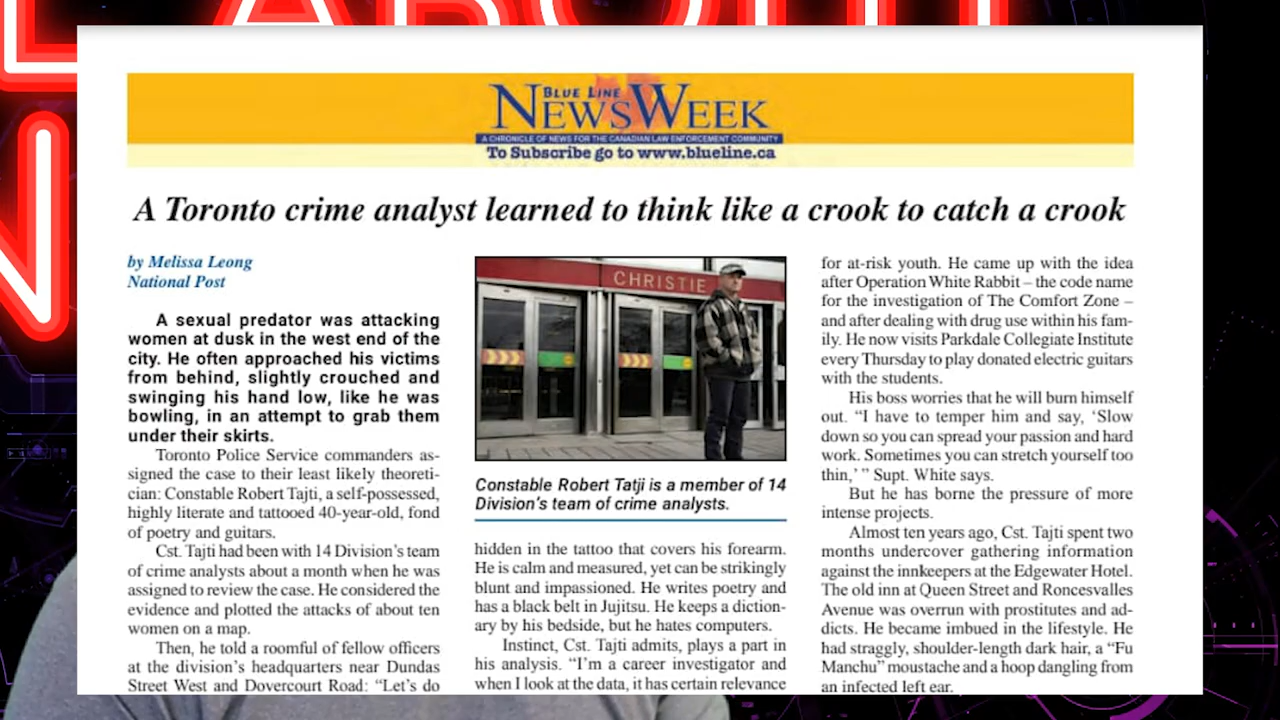 BLUE LINE
NEWSWEEK
A CHRONICLE OF NEWS FOR THE CANADIAN LAW ENFORCEMENT COMMUNITY
To Subscribe go to www.blueline.ca
A Toronto crime analyst learned to think like a crook to catch a crook
by Melissa Leong
National Post
A sexual predator was attacking
women at dusk in the west end of the
city. He often approached his victims
from behind, slightly crouched and
swinging his hand low, like he was
bowling, in an attempt to grab them
under their skirts.
Toronto Police Service commanders as-
signed the case to their least likely theoreti-
cian: Constable Robert Tajti, a self-possessed,
highly literate and tattooed 40-year-old, fond
of poetry and guitars.
Cst. Tajti had been with 14 Division's team
of crime analysts about a month when he was
assigned to review the case. He considered the
evidence and plotted the attacks of about ten
women on a map.
Then, he told a roomful of fellow officers
at the division's headquarters near Dundas
Street West and Dovercourt Road: “Let's do
CHRISTIE
Constable Robert Tatji is a member of 14
Division's team of crime analysts.
hidden in the tattoo that covers his forearm.
He is calm and measured, yet can be strikingly
blunt and impassioned. He writes poetry and
has a black belt in Jujitsu. He keeps a diction-
ary by his bedside, but he hates computers.
Instinct, Cst. Tajti admits, plays a part in
his analysis. “I'm a career investigator and
when I look at the data, it has certain relevance
for at-risk youth. He came up with the idea
after Operation White Rabbit – the code name
for the investigation of The Comfort Zone –
and after dealing with drug use within his fam-
ily. He now visits Parkdale Collegiate Institute
every Thursday to play donated electric guitars
with the students.
His boss worries that he will burn himself
out. “I have to temper him and say, ‘Slow
down so you can spread your passion and hard
work. Sometimes you can stretch yourself too
thin,’ ” Supt. White says.
But he has borne the pressure of more
intense projects.
Almost ten years ago, Cst. Tajti spent two
months undercover gathering information
against the innkeepers at the Edgewater Hotel.
The old inn at Queen Street and Roncesvalles
Avenue was overrun with prostitutes and ad-
dicts. He became imbued in the lifestyle. He
had straggly, shoulder-length dark hair, a “Fu
Manchu” moustache and a hoop dangling from
an infected left ear.